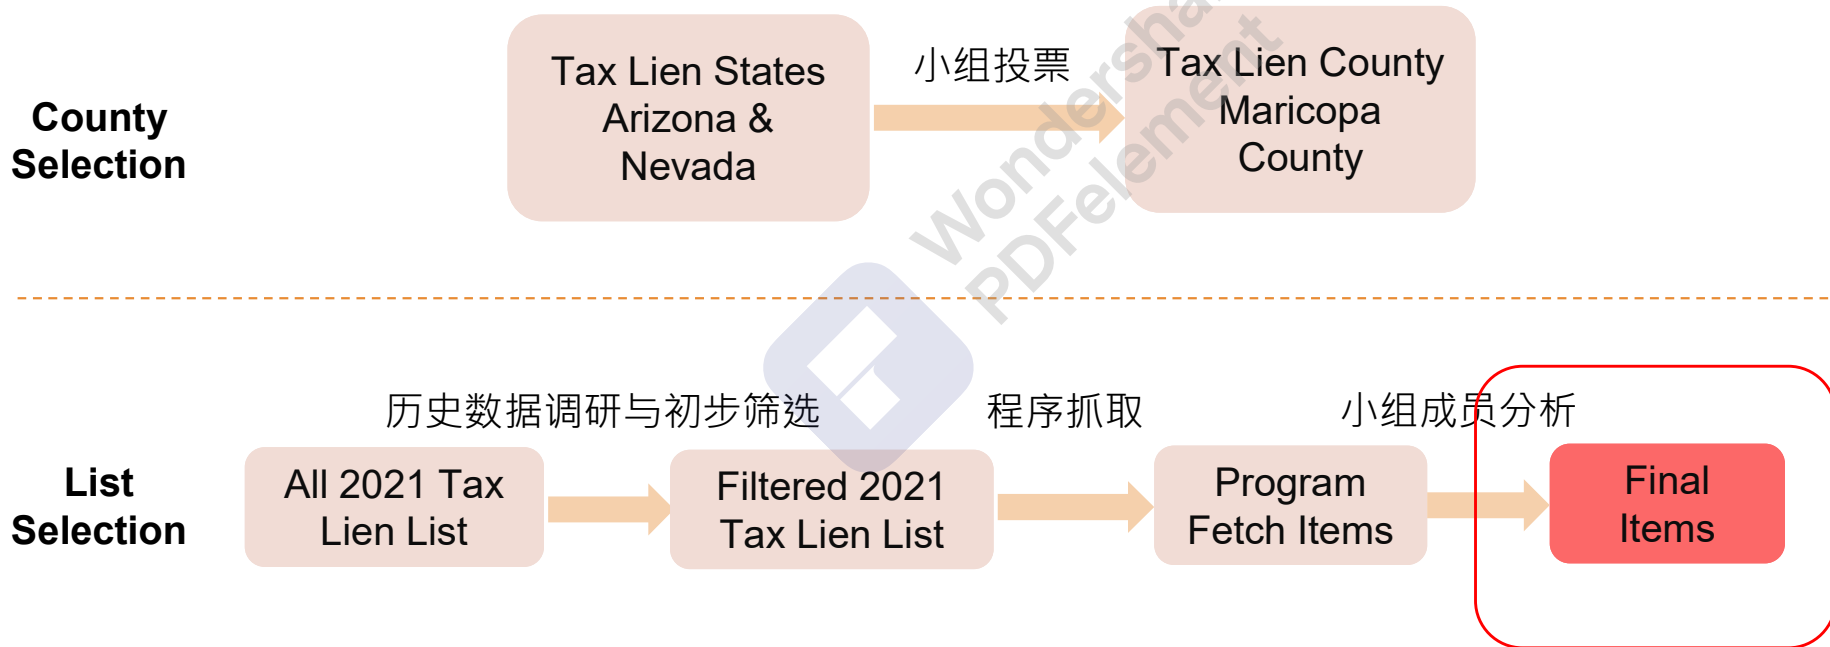 County
Selection
Tax Lien States
Arizona &
Nevada
小组投票
Tax Lien County
Maricopa
County
Wondershare
PDFelement
历史数据调研与初步筛选
程序抓取
小组成员分析
List
Selection
All 2021 Tax
Lien List
Filtered 2021
Tax Lien List
Program
Fetch Items
Final
Items